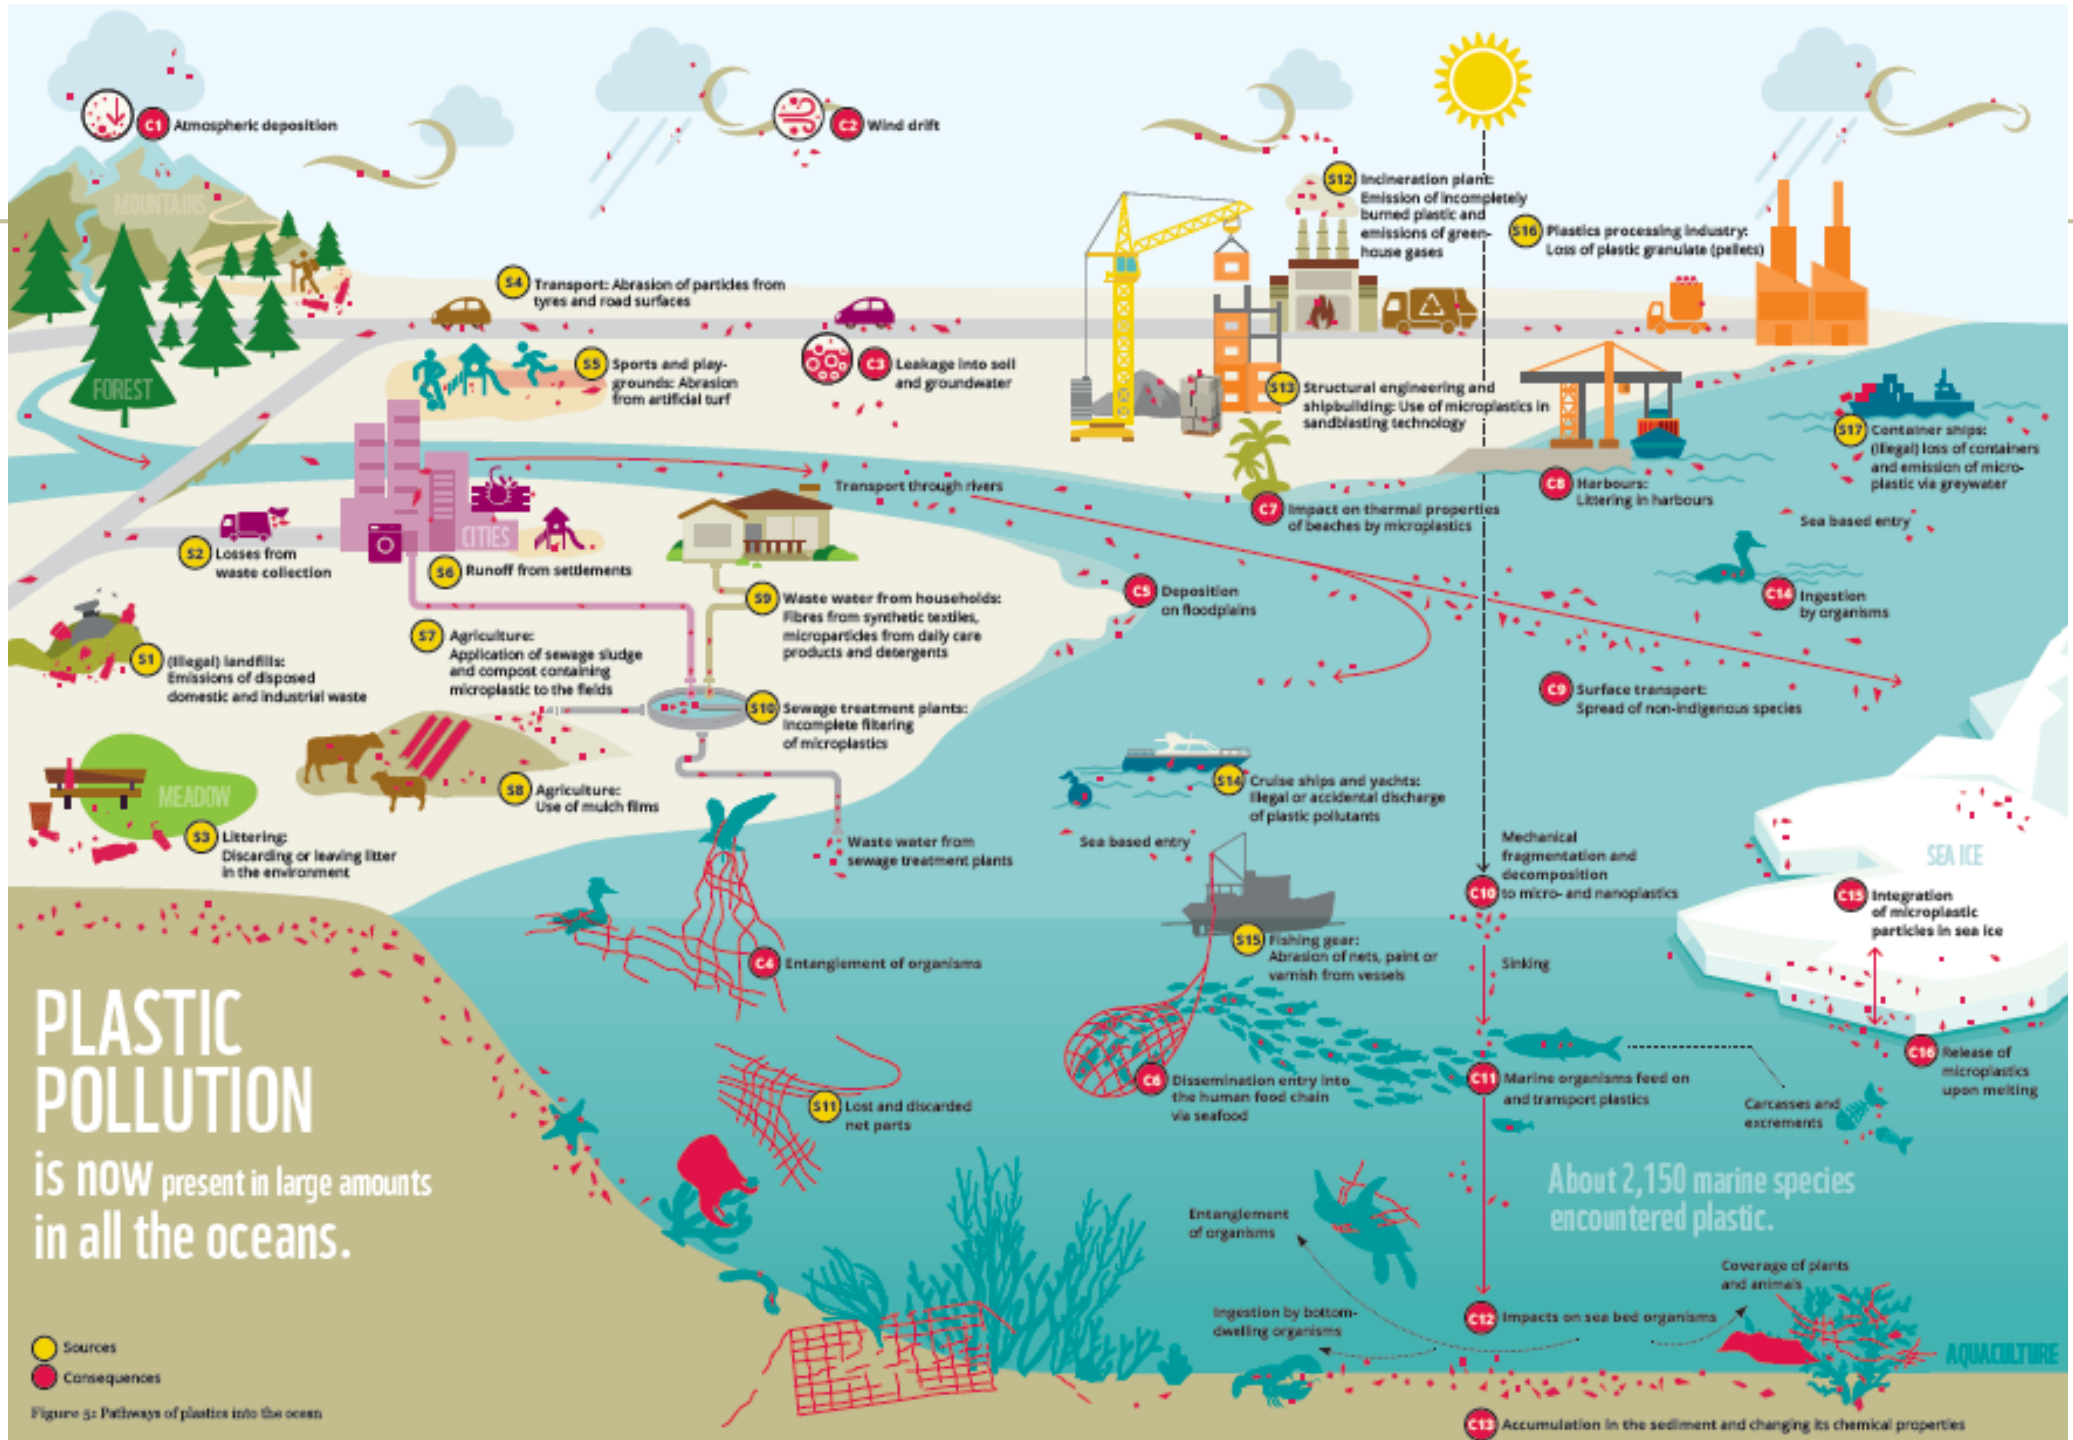 C1 Atmospheric deposition
C2 Wind drift
MOUNTAINS
S12 Incineration plant:
Emission of incompletely
burned plastic and
emissions of green-
house gases
S16 Plastics processing industry:
Loss of plastic granulate (pellets)
S4 Transport: Abrasion of particles from
tyres and road surfaces
FOREST
S5 Sports and play-
grounds: Abrasion
from artificial turf
C3 Leakage into soil
and groundwater
S13 Structural engineering and
shipbuilding: Use of microplastics in
sandblasting technology
S17 Container ships:
(Illegal) loss of containers
and emission of micro-
plastic via greywater
Transport through rivers
C8 Harbours:
Littering in harbours
C7 Impact on thermal properties
of beaches by microplastics
Sea based entry
CITIES
S2 Losses from
waste collection
S6 Runoff from settlements
C5 Deposition
on floodplains
C14 Ingestion
by organisms
S9 Waste water from households:
Fibres from synthetic textiles,
microparticles from daily care
products and detergents
S7 Agriculture:
Application of sewage sludge
and compost containing
microplastic to the fields
S1 (Illegal) landfills:
Emissions of disposed
domestic and industrial waste
C9 Surface transport:
Spread of non-indigenous species
S10 Sewage treatment plants:
Incomplete filtering
of microplastics
MEADOW
S8 Agriculture:
Use of mulch films
S14 Cruise ships and yachts:
Illegal or accidental discharge
of plastic pollutants
S3 Littering:
Discarding or leaving litter
in the environment
Waste water from
sewage treatment plants
Sea based entry
Mechanical
fragmentation and
decomposition
C10 to micro- and nanoplastics
SEA ICE
C15 Integration
of microplastic
particles in sea ice
S15 Fishing gear:
Abrasion of nets, paint or
varnish from vessels
C4 Entanglement of organisms
Sinking
PLASTIC
POLLUTION
is now present in large amounts
in all the oceans.
C16 Release of
microplastics
upon melting
C6 Dissemination entry into
the human food chain
via seafood
C11 Marine organisms feed on
and transport plastics
S11 Lost and discarded
net parts
Carcasses and
excrements
About 2,150 marine species
encountered plastic.
Entanglement
of organisms
Coverage of plants
and animals
Ingestion by bottom-
dwelling organisms
C12 Impacts on sea bed organisms
AQUACULTURE
Sources
Consequences
Figure 5: Pathways of plastics into the ocean
C13 Accumulation in the sediment and changing its chemical properties